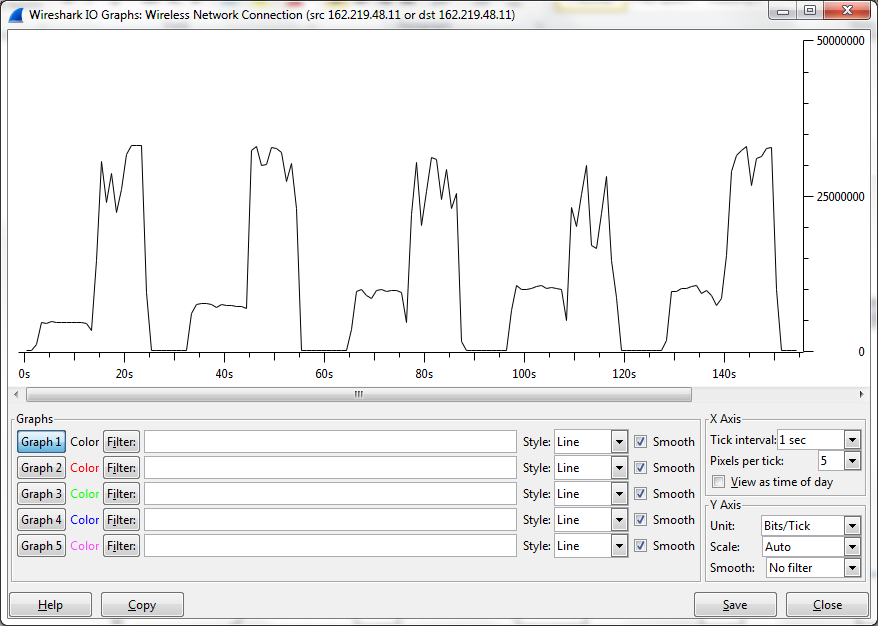 Wireshark IO Graphs: Wireless Network Connection (src 162.219.48.11 or dst 162.219.48.11)
50000000
25000000
0
0s 20s 40s 60s 80s 100s 120s 140s
Graphs
Graph 1 Color Filter: Style: Line Smooth
Graph 2 Color Filter: Style: Line Smooth
Graph 3 Color Filter: Style: Line Smooth
Graph 4 Color Filter: Style: Line Smooth
Graph 5 Color Filter: Style: Line Smooth
X Axis
Tick interval: 1 sec
Pixels per tick: 5
View as time of day
Y Axis
Unit: Bits/Tick
Scale: Auto
Smooth: No filter
Help Copy Save Close